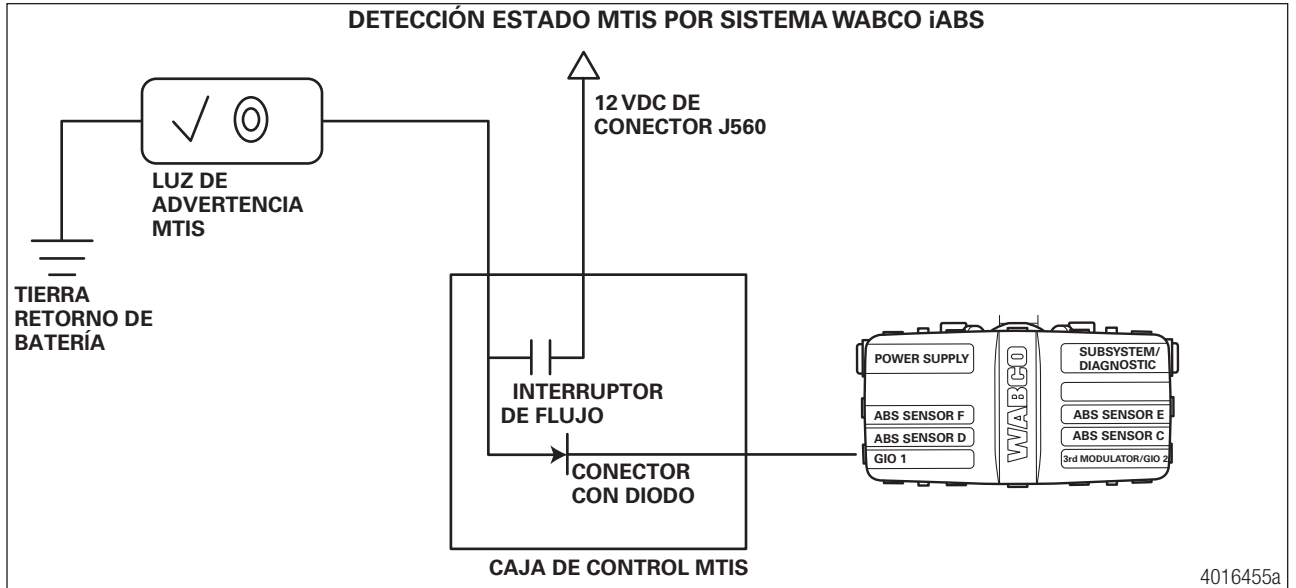 DETECCIÓN ESTADO MTIS POR SISTEMA WABCO iABS
12 VDC DE
CONECTOR J560
LUZ DE
ADVERTENCIA
MTIS
TIERRA
RETORNO DE
BATERÍA
INTERRUPTOR
DE FLUJO
CONECTOR
CON DIODO
CAJA DE CONTROL MTIS
POWER SUPPLY
ABS SENSOR F
ABS SENSOR D
GIO 1
WABCO
SUBSYSTEM/
DIAGNOSTIC
ABS SENSOR E
ABS SENSOR C
3rd MODULATOR/GIO 2
4016455a